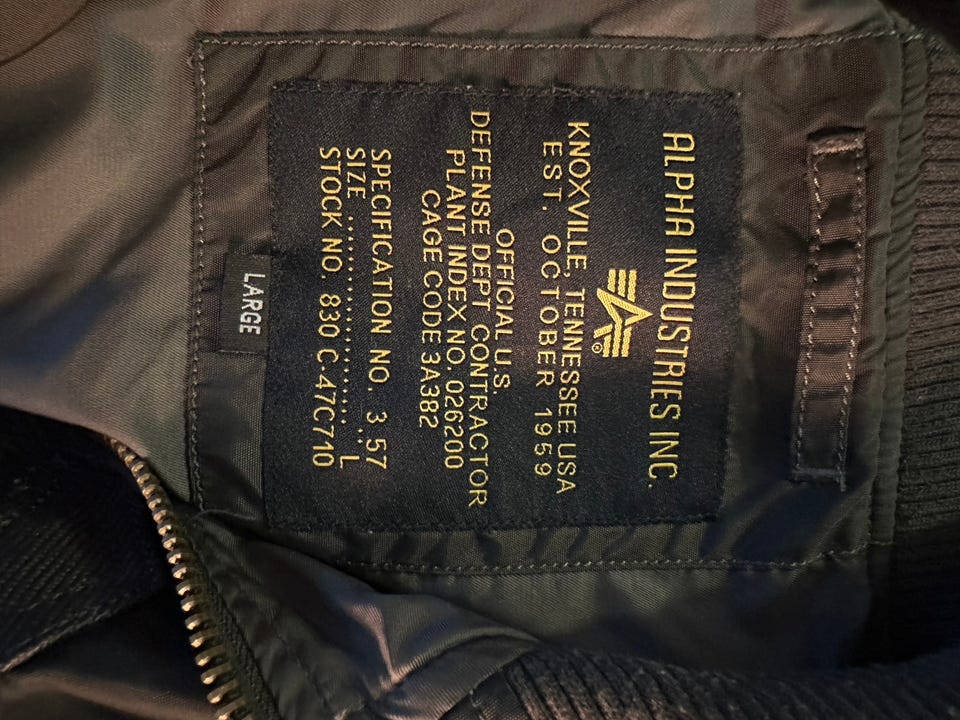 ALPHA INDUSTRIES INC.
®
KNOXVILLE, TENNESSEE USA
EST. OCTOBER 1959
OFFICIAL U.S.
DEFENSE DEPT CONTRACTOR
PLANT INDEX NO. 026200
CAGE CODE 3A382
SPECIFICATION NO. 3 57
SIZE .......................... L
STOCK NO. 830 C-47C710
LARGE